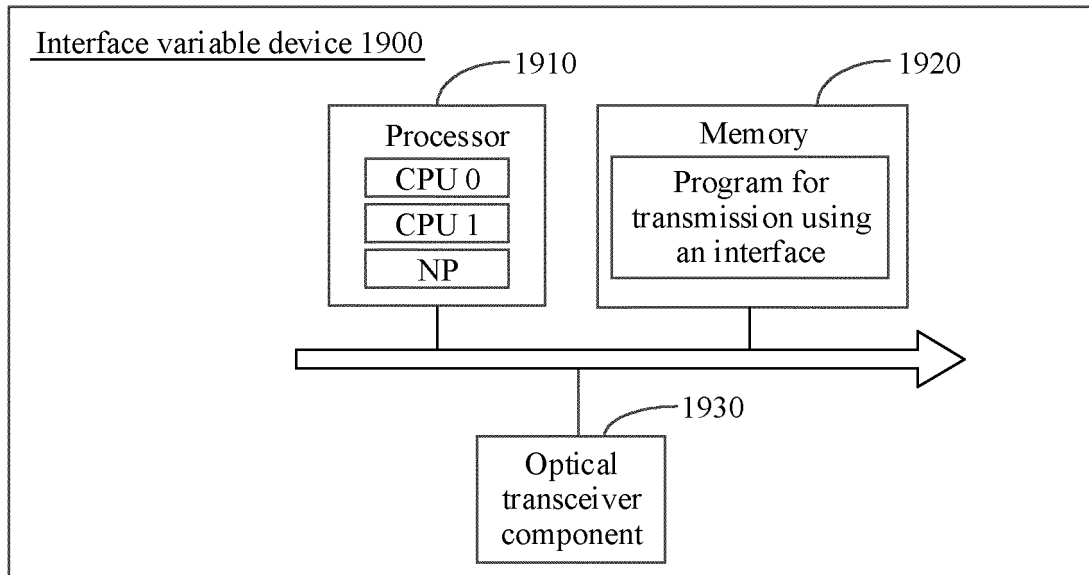 Interface variable device 1900
1910
1920
Processor
CPU 0
CPU 1
NP
Memory
Program for
transmission using
an interface
1930
Optical
transceiver
component